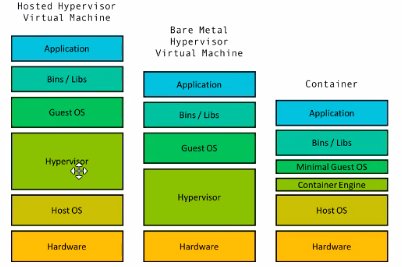 Hosted Hypervisor
Virtual Machine
Application
Bins / Libs
Guest OS
Hypervisor
Host OS
Hardware
Bare Metal
Hypervisor
Virtual Machine
Application
Bins / Libs
Guest OS
Hypervisor
Hardware
Container
Application
Bins / Libs
Minimal Guest OS
Container Engine
Host OS
Hardware